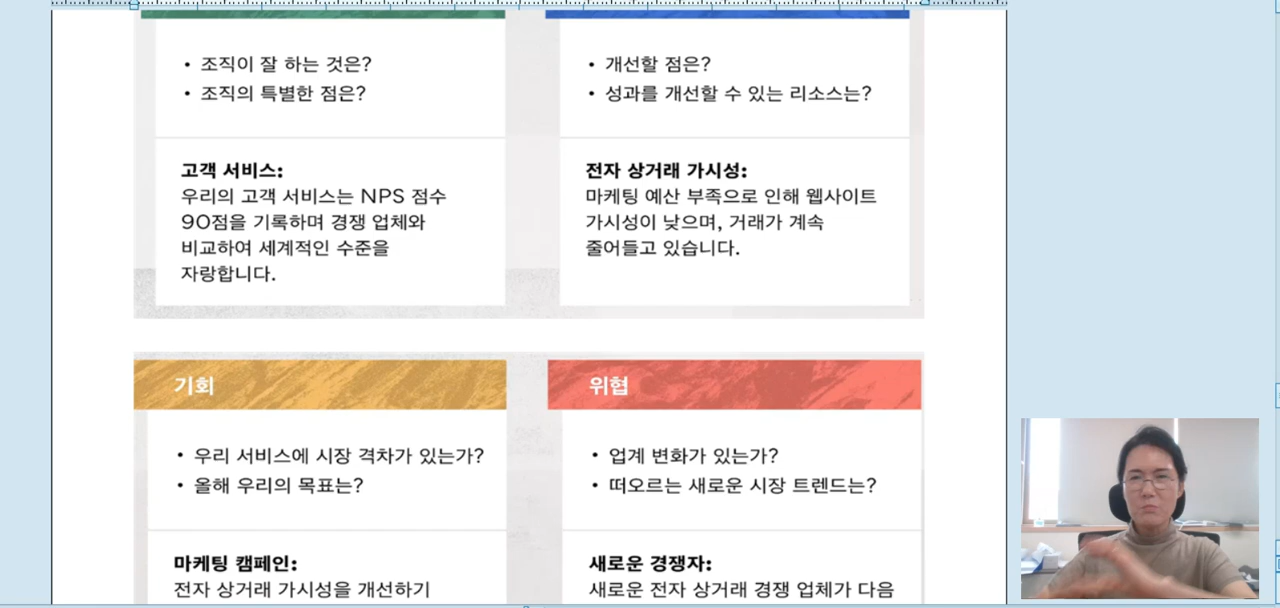 • 조직이 잘 하는 것은?
• 조직의 특별한 점은?
고객 서비스:
우리의 고객 서비스는 NPS 점수
90점을 기록하며 경쟁 업체와
비교하여 세계적인 수준을
자랑합니다.
• 개선할 점은?
• 성과를 개선할 수 있는 리소스는?
전자 상거래 가시성:
마케팅 예산 부족으로 인해 웹사이트
가시성이 낮으며, 거래가 계속
줄어들고 있습니다.
기회
• 우리 서비스에 시장 격차가 있는가?
• 올해 우리의 목표는?
마케팅 캠페인:
전자 상거래 가시성을 개선하기
위협
• 업계 변화가 있는가?
• 떠오르는 새로운 시장 트렌드는?
새로운 경쟁자:
새로운 전자 상거래 경쟁 업체가 다음